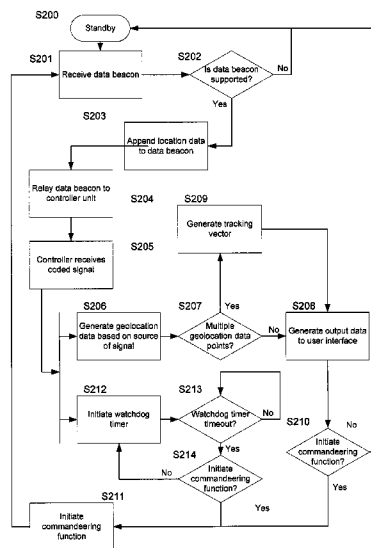 S200
Standby
S201
Receive data beacon
S202
Is data beacon
supported?
No
Yes
S203
Append location data
to data beacon
Relay data beacon to
controller unit
S204
S209
Generate tracking
vector
S205
Controller receives
coded signal
S206
Generate geolocation
data based on source
of signal
S207
Yes
Multiple
geolocation data
points?
No
S208
Generate output data
to user interface
S212
Initiate watchdog
timer
S213
Watchdog timer
timeout?
No
Yes
S210
No
Initiate
commandeering
function?
Yes
S214
No
Initiate
commandeering
function?
Yes
S211
Initiate
commandeering
function